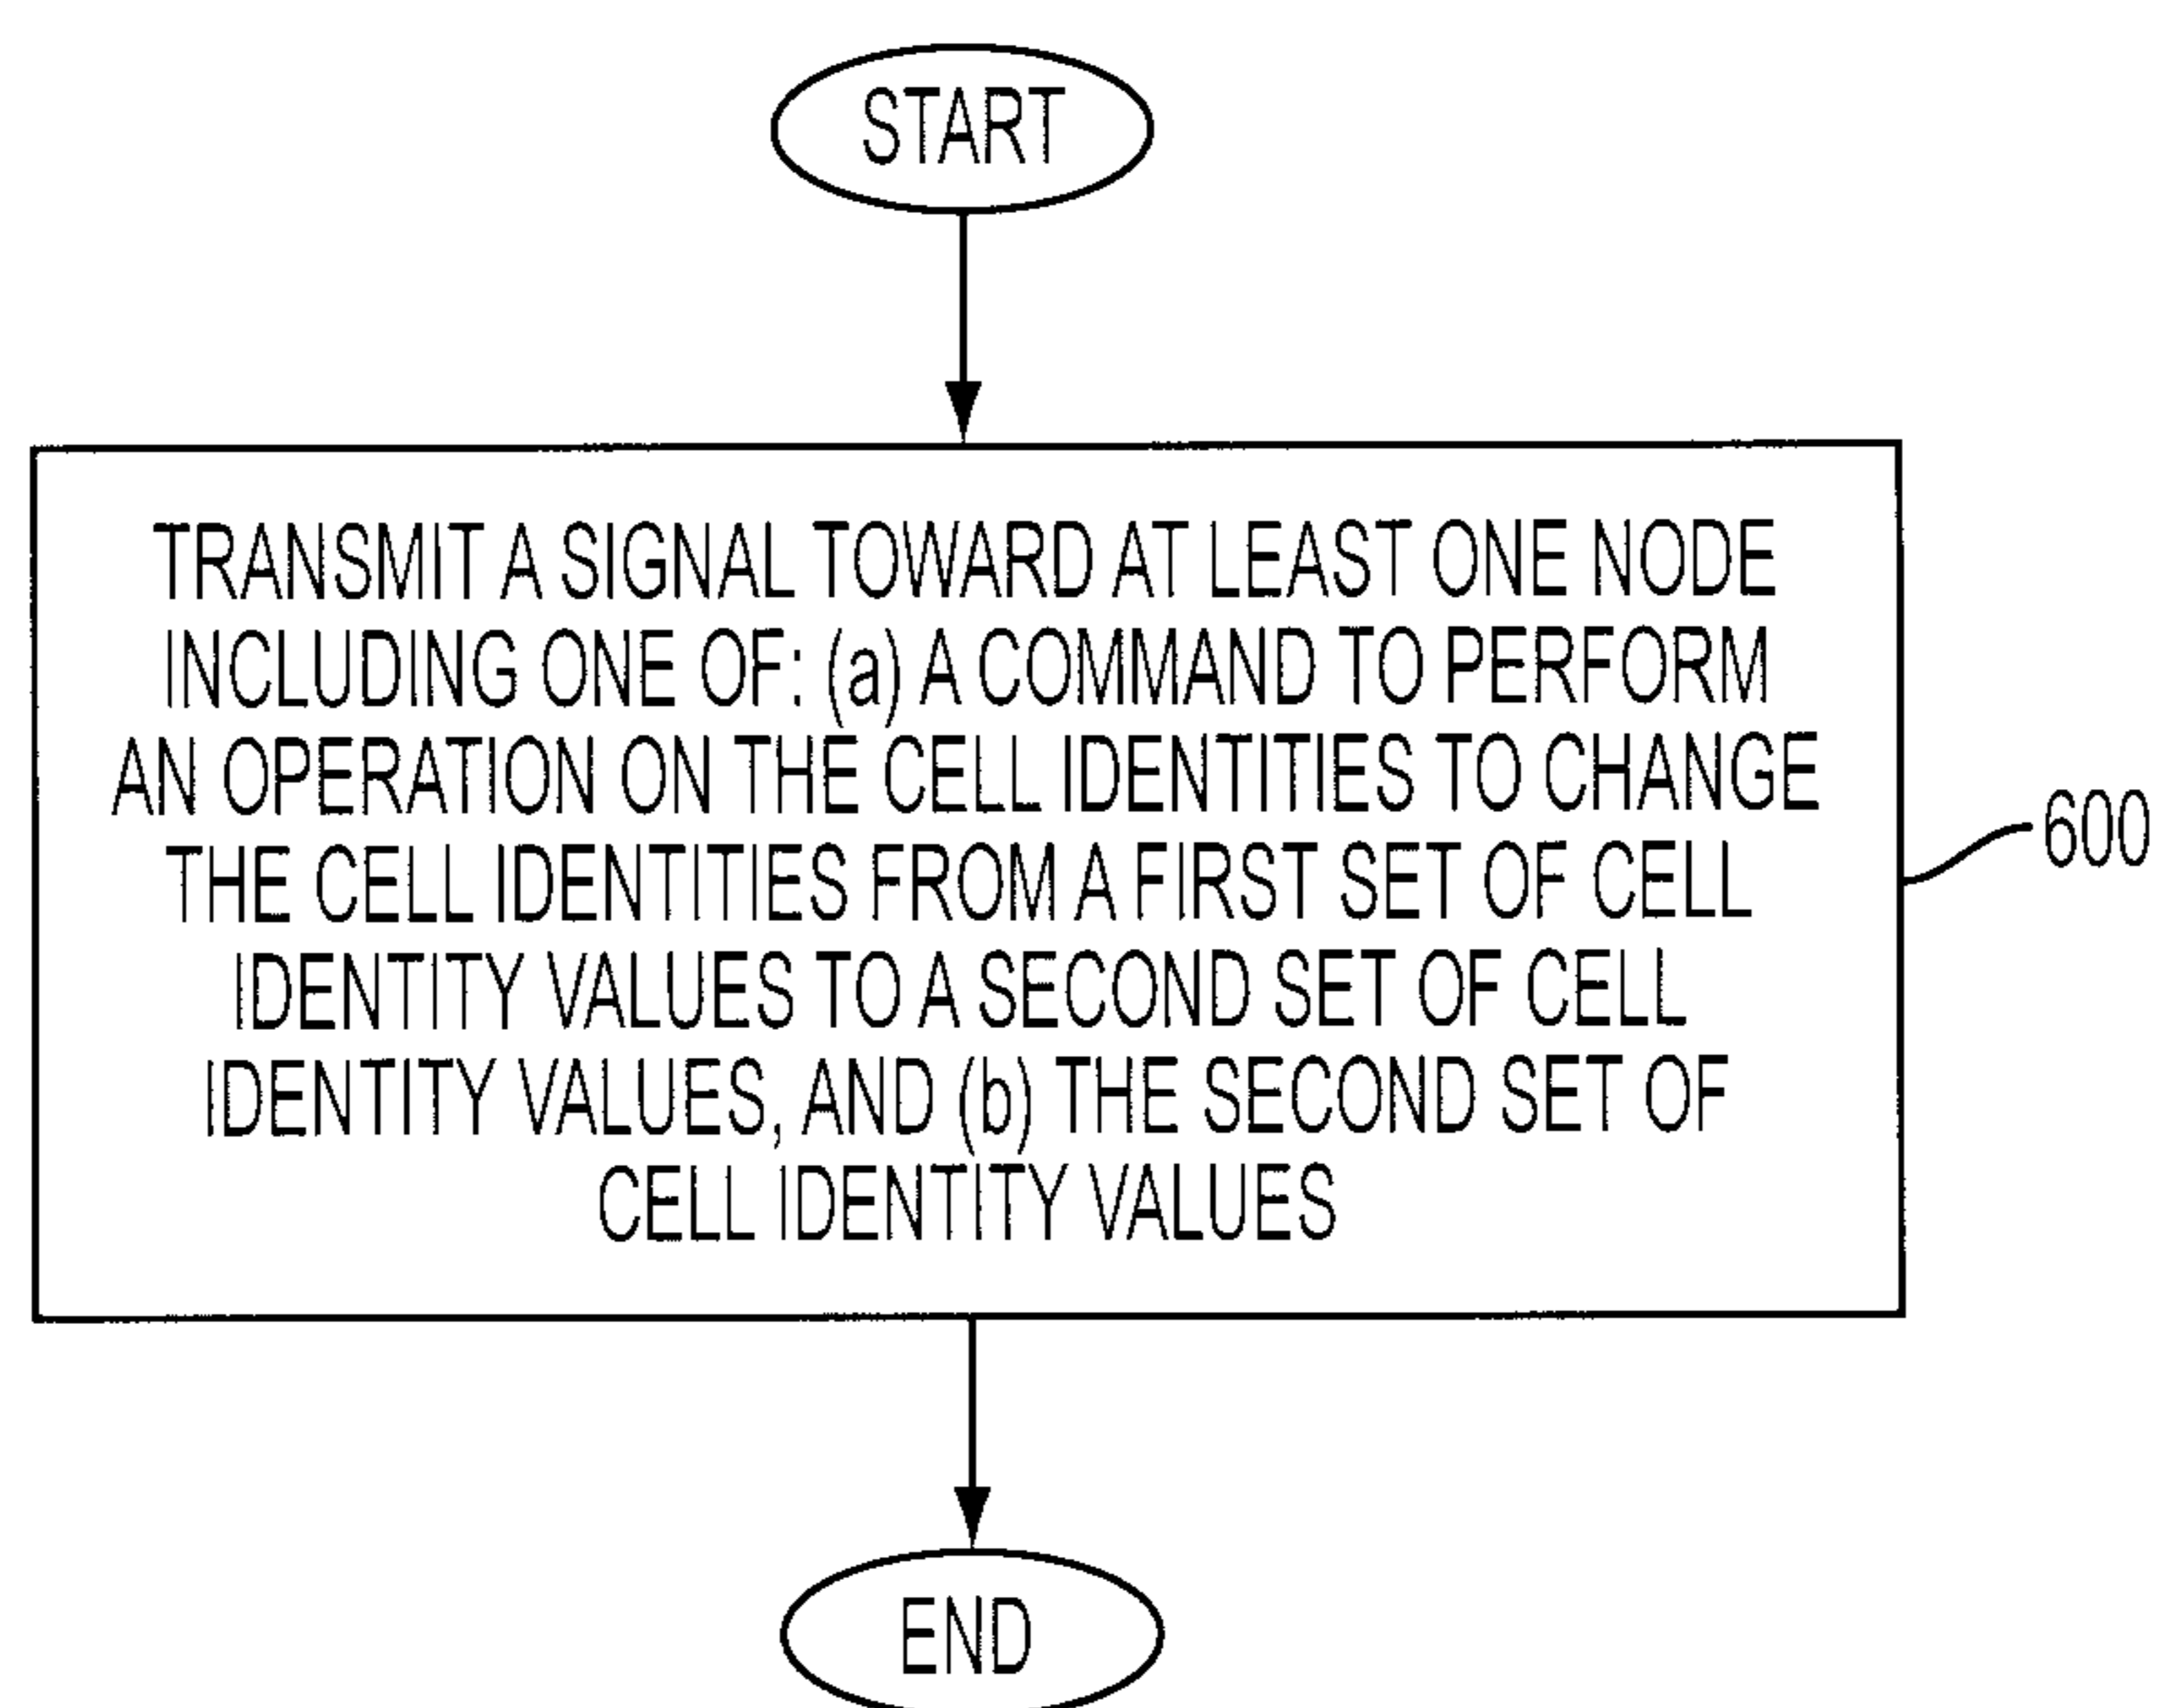 START
TRANSMIT A SIGNAL TOWARD AT LEAST ONE NODE
INCLUDING ONE OF: (a) A COMMAND TO PERFORM
AN OPERATION ON THE CELL IDENTITIES TO CHANGE
THE CELL IDENTITIES FROM A FIRST SET OF CELL
IDENTITY VALUES TO A SECOND SET OF CELL
IDENTITY VALUES, AND (b) THE SECOND SET OF
CELL IDENTITY VALUES
600
END